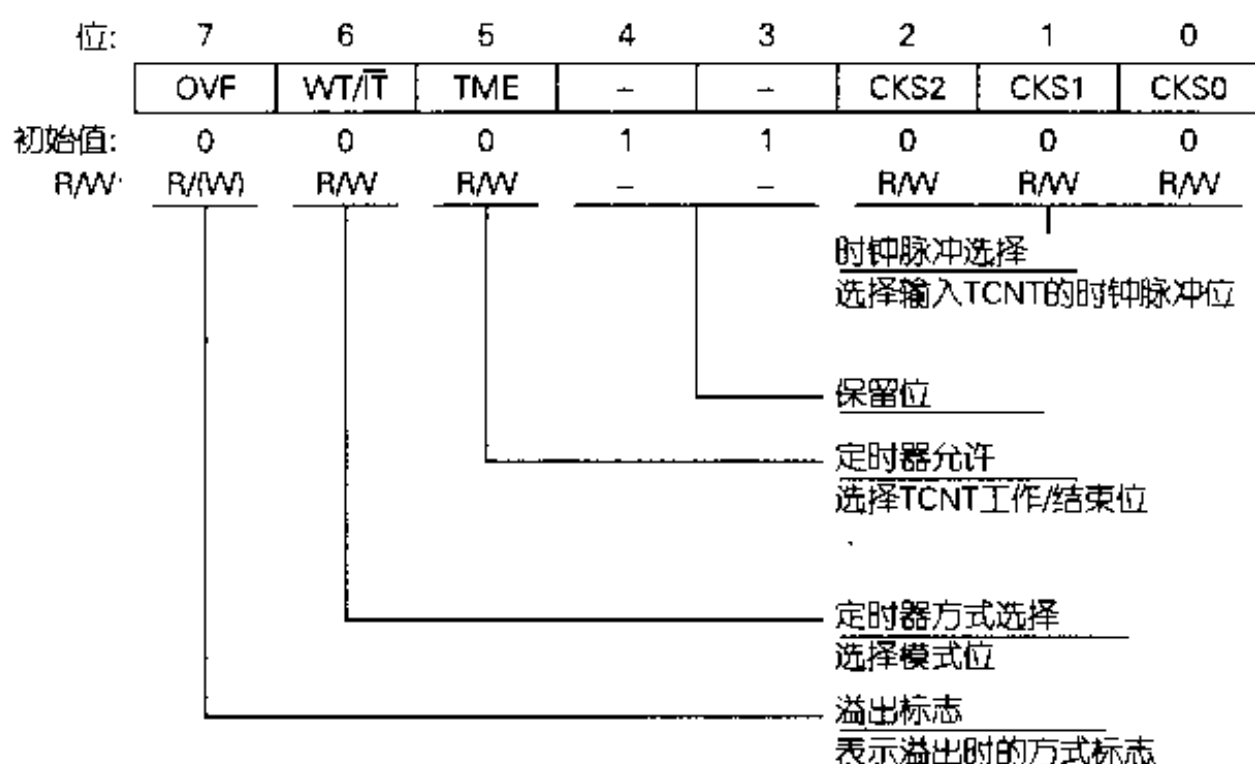 位: 7 6 5 4 3 2 1 0
OVF WT/I̅T̅ TME – – CKS2 CKS1 CKS0
初始值: 0 0 0 1 1 0 0 0
R/W: R/(W) R/W R/W – – R/W R/W R/W
时钟脉冲选择
选择输入TCNT的时钟脉冲位
保留位
定时器允许
选择TCNT工作/结束位
定时器方式选择
选择模式位
溢出标志
表示溢出时的方式标志